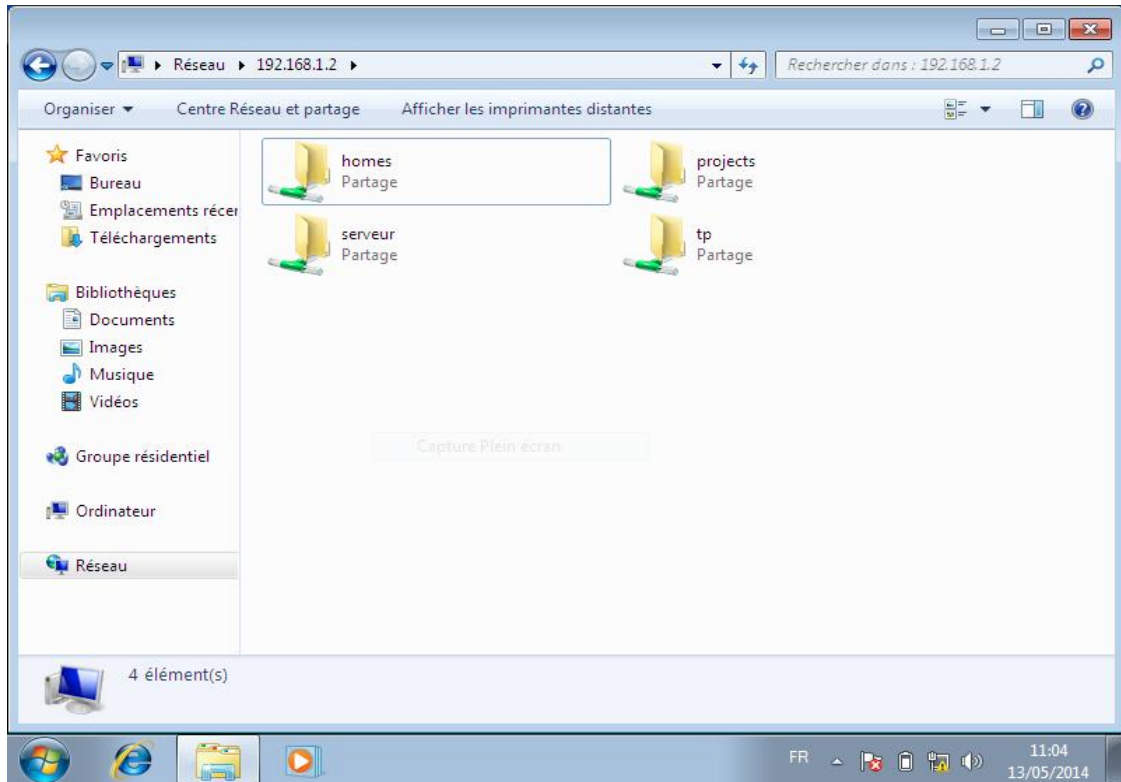 Réseau 192.168.1.2
Rechercher dans : 192.168.1.2
Organiser Centre Réseau et partage Afficher les imprimantes distantes
Favoris
Bureau
Emplacements récer
Téléchargements
Bibliothèques
Documents
Images
Musique
Vidéos
Groupe résidentiel
Ordinateur
Réseau
homes
Partage
projects
Partage
serveur
Partage
tp
Partage
Capture Plein écran
4 élément(s)
FR
11:04
13/05/2014